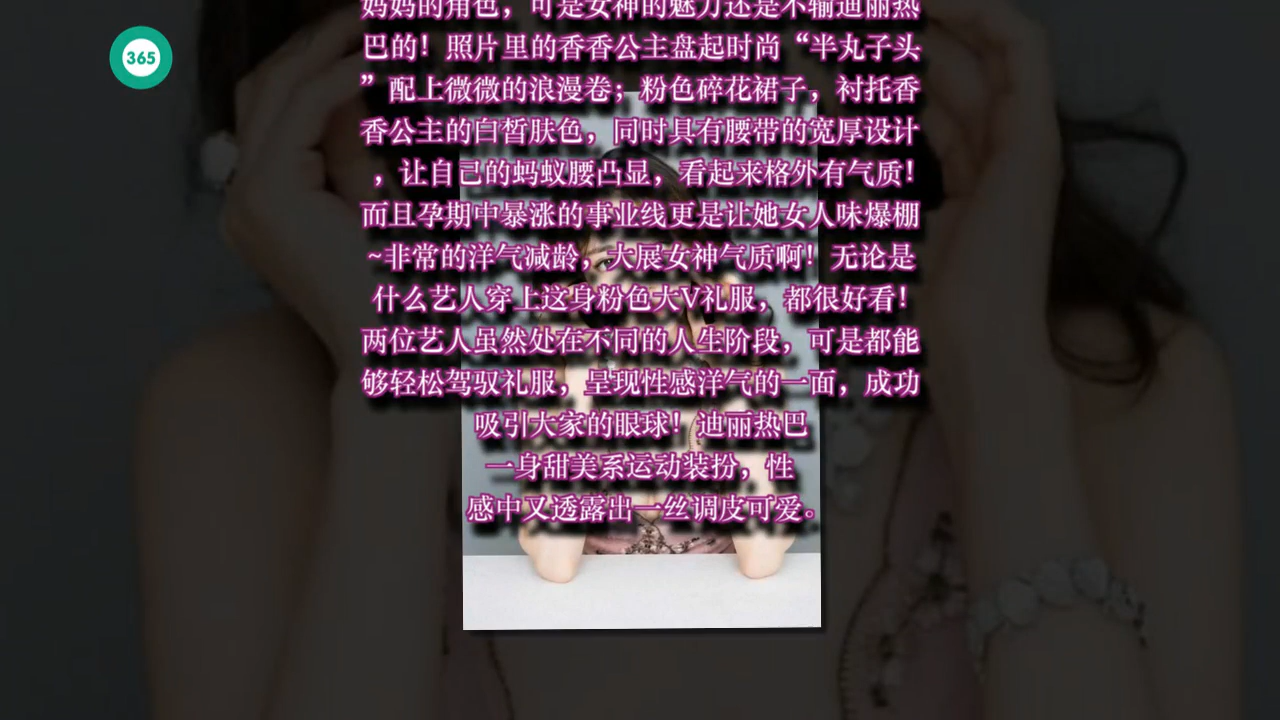 365
妈妈的角色，可是女神的魅力还是不输迪丽热
巴的！照片里的香香公主盘起时尚“半丸子头
”配上微微的浪漫卷；粉色碎花裙子，衬托香
香公主的白皙肤色，同时具有腰带的宽厚设计
，让自己的蚂蚁腰凸显，看起来格外有气质！
而且孕期中暴涨的事业线更是让她女人味爆棚
~非常的洋气减龄，大展女神气质啊！无论是
什么艺人穿上这身粉色大V礼服，都很好看！
两位艺人虽然处在不同的人生阶段，可是都能
够轻松驾驭礼服，呈现性感洋气的一面，成功
吸引大家的眼球！迪丽热巴
一身甜美系运动装扮，性
感中又透露出一丝调皮可爱。